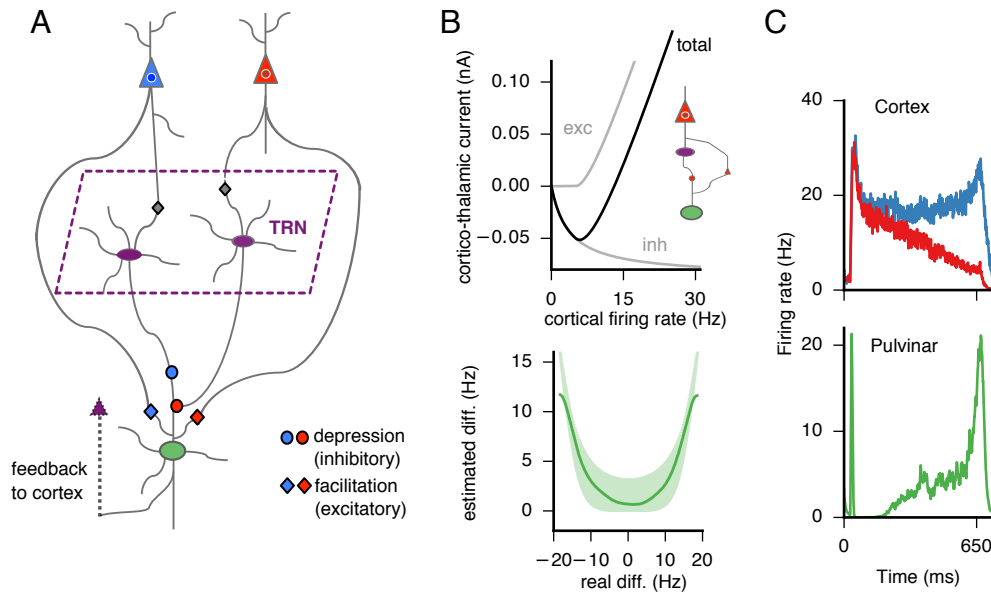 A
TRN
feedback
to cortex
depression
(inhibitory)
facilitation
(excitatory)
B
cortico-thalamic current (nA)
0.10
0.05
0.00
−0.05
total
exc
inh
0 15 30
cortical firing rate (Hz)
estimated diff. (Hz)
15
10
5
0
−20 −10 0 10 20
real diff. (Hz)
C
Firing rate (Hz)
40
20
0
Cortex
20
10
0
Pulvinar
0 650
Time (ms)